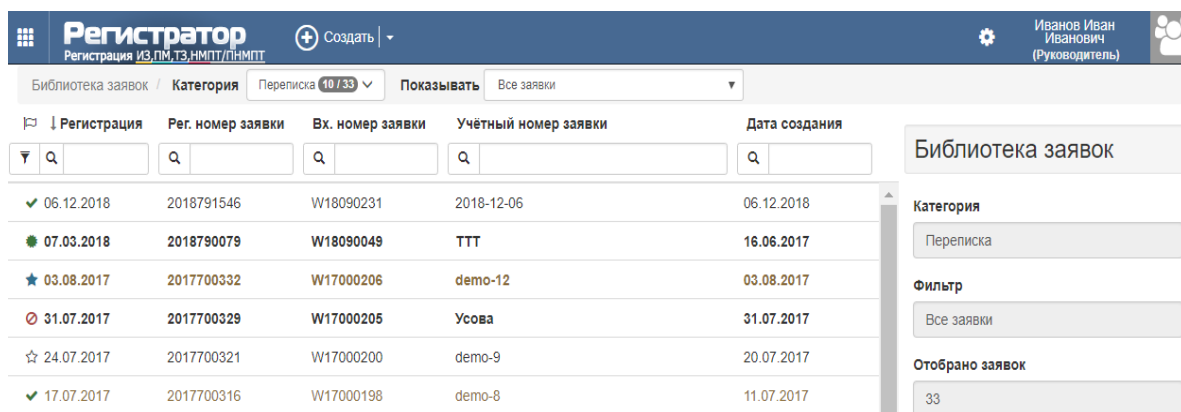 Регистратор
Регистрация ИЗ,ПМ,ТЗ,НМПТ/ПНМПТ
Создать
Иванов Иван
Иванович
(Руководитель)
Библиотека заявок / Категория Переписка 10 / 33 Показывать Все заявки
Регистрация Рег. номер заявки Вх. номер заявки Учётный номер заявки Дата создания
06.12.2018 2018791546 W18090231 2018-12-06 06.12.2018
07.03.2018 2018790079 W18090049 ТТТ 16.06.2017
03.08.2017 2017700332 W17000206 demo-12 03.08.2017
31.07.2017 2017700329 W17000205 Усова 31.07.2017
24.07.2017 2017700321 W17000200 demo-9 20.07.2017
17.07.2017 2017700316 W17000198 demo-8 11.07.2017
Библиотека заявок
Категория
Переписка
Фильтр
Все заявки
Отобрано заявок
33